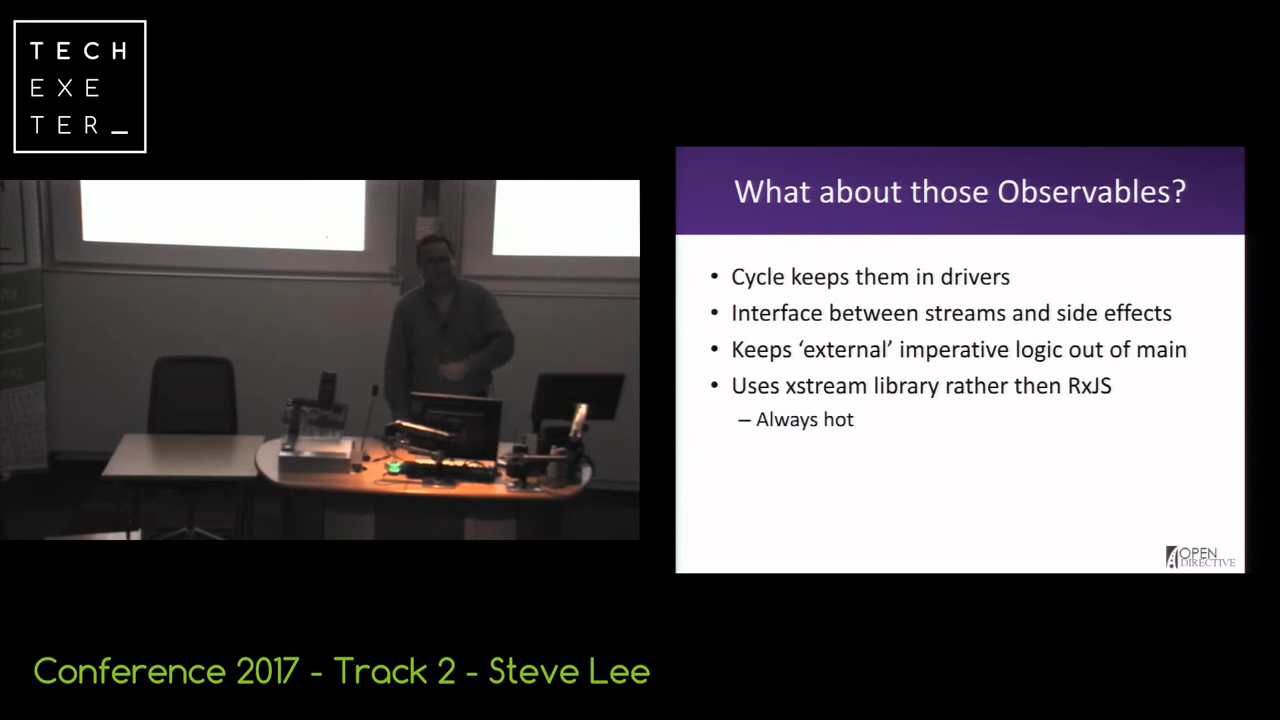 TECH
EXE
TER_
What about those Observables?
• Cycle keeps them in drivers
• Interface between streams and side effects
• Keeps ‘external’ imperative logic out of main
• Uses xstream library rather then RxJS
– Always hot
OPEN
DIRECTIVE
Conference 2017 - Track 2 - Steve Lee